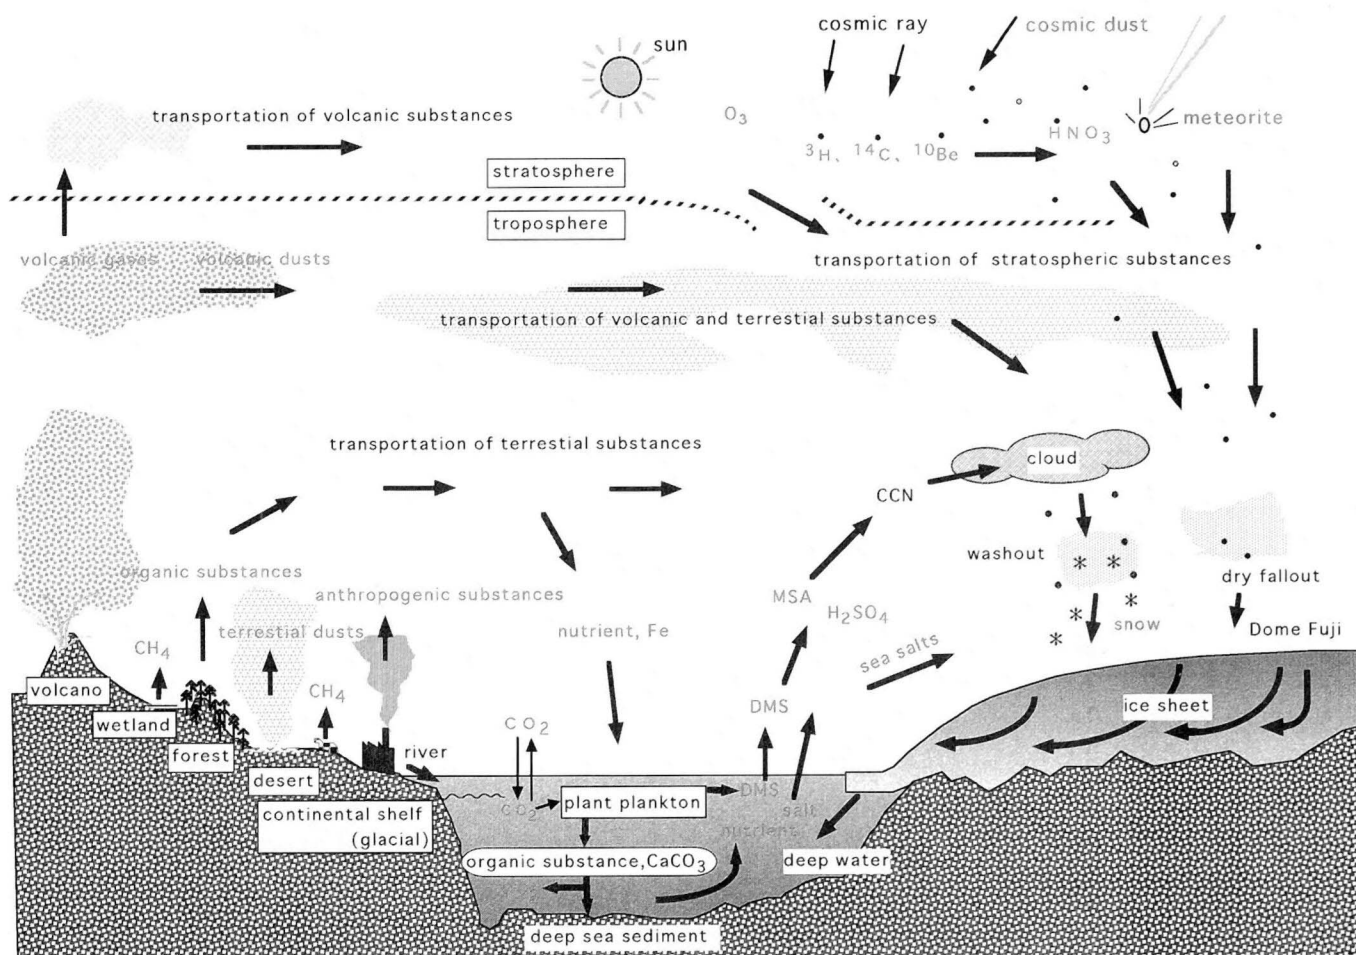 cosmic ray
cosmic dust
sun
transportation of volcanic substances
O3
HNO3
meteorite
3H、 14C、 10Be
stratosphere
troposphere
volcanic gases
volcanic dusts
transportation of stratospheric substances
transportation of volcanic and terrestial substances
transportation of terrestial substances
cloud
CCN
washout
organic substances
dry fallout
anthropogenic substances
MSA
H2SO4
snow
terrestial dusts
nutrient, Fe
Dome Fuji
CH4
sea salts
volcano
CH4
DMS
ice sheet
wetland
CO2
forest
river
desert
DMS
plant plankton
CO2
salt
continental shelf
(glacial)
nutrient
organic substance,CaCO3
deep water
deep sea sediment